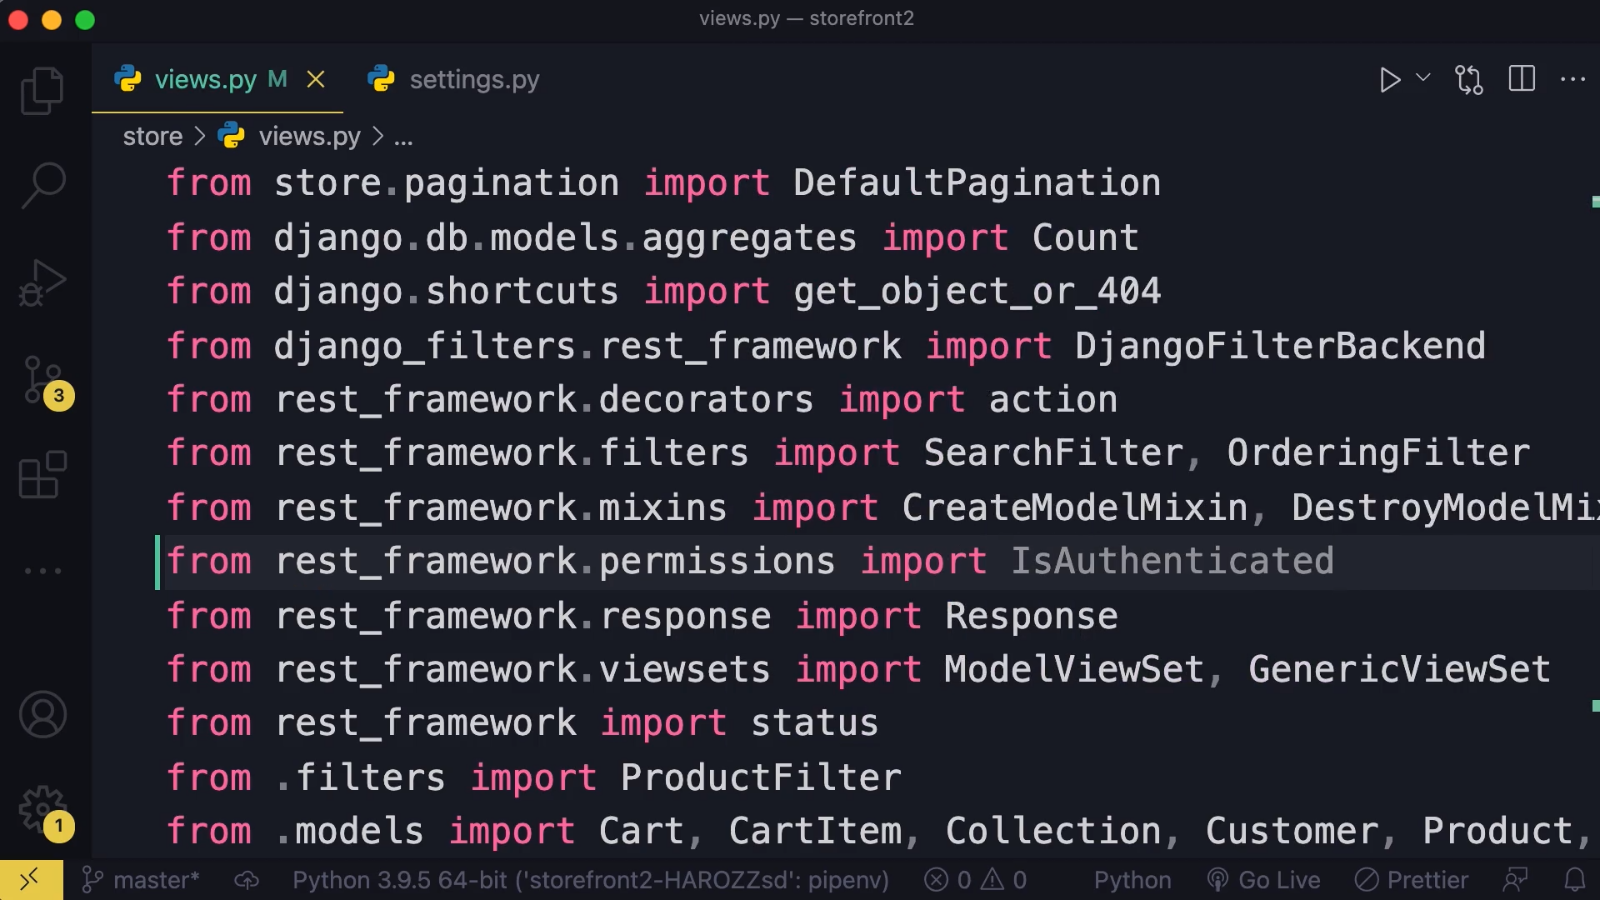 views.py — storefront2
views.py M settings.py
store > views.py > ...
from store.pagination import DefaultPagination
from django.db.models.aggregates import Count
from django.shortcuts import get_object_or_404
from django_filters.rest_framework import DjangoFilterBackend
from rest_framework.decorators import action
from rest_framework.filters import SearchFilter, OrderingFilter
from rest_framework.mixins import CreateModelMixin, DestroyModelMix
from rest_framework.permissions import IsAuthenticated
from rest_framework.response import Response
from rest_framework.viewsets import ModelViewSet, GenericViewSet
from rest_framework import status
from .filters import ProductFilter
from .models import Cart, CartItem, Collection, Customer, Product,
3
1
master* Python 3.9.5 64-bit ('storefront2-HAROZZsd': pipenv) 0 0 Python Go Live Prettier